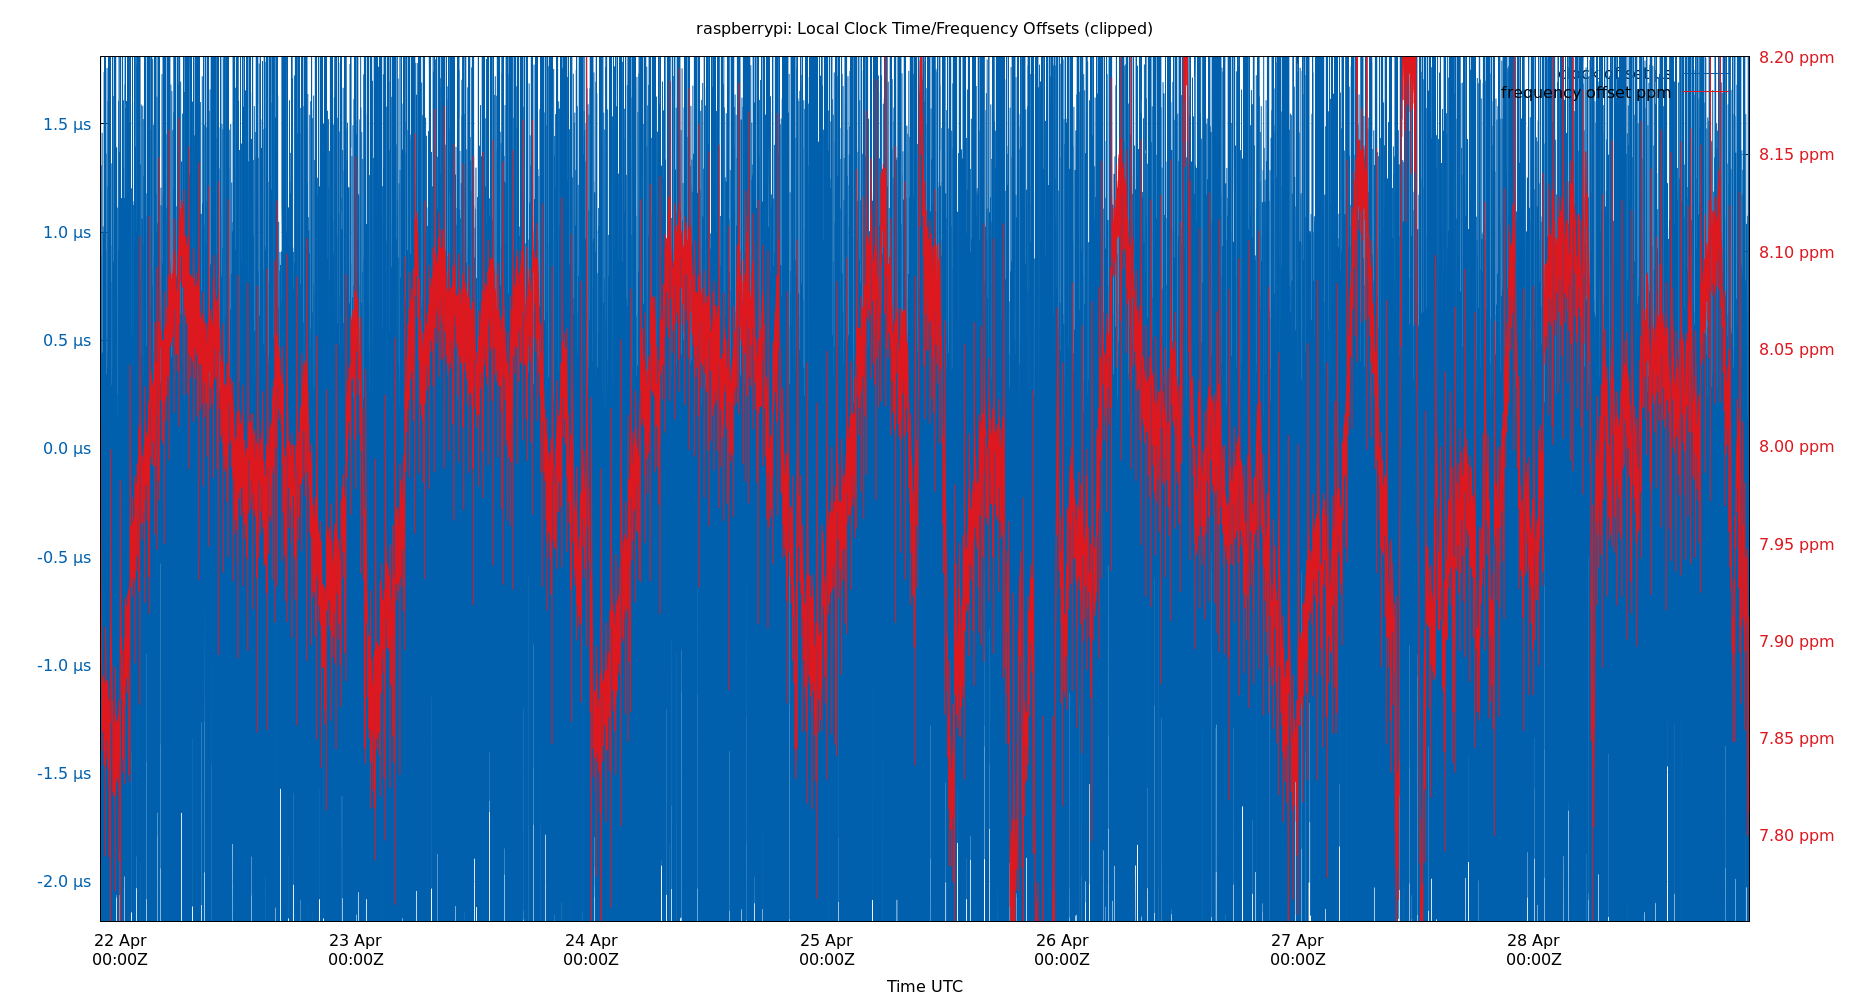 raspberrypi: Local Clock Time/Frequency Offsets (clipped)
8.20 ppm
clock offset µs
frequency offset ppm
1.5 µs
8.15 ppm
1.0 µs
8.10 ppm
0.5 µs
8.05 ppm
0.0 µs
8.00 ppm
-0.5 µs
7.95 ppm
-1.0 µs
7.90 ppm
7.85 ppm
-1.5 µs
7.80 ppm
-2.0 µs
22 Apr 23 Apr 24 Apr 25 Apr 26 Apr 27 Apr 28 Apr
00:00Z 00:00Z 00:00Z 00:00Z 00:00Z 00:00Z 00:00Z
Time UTC